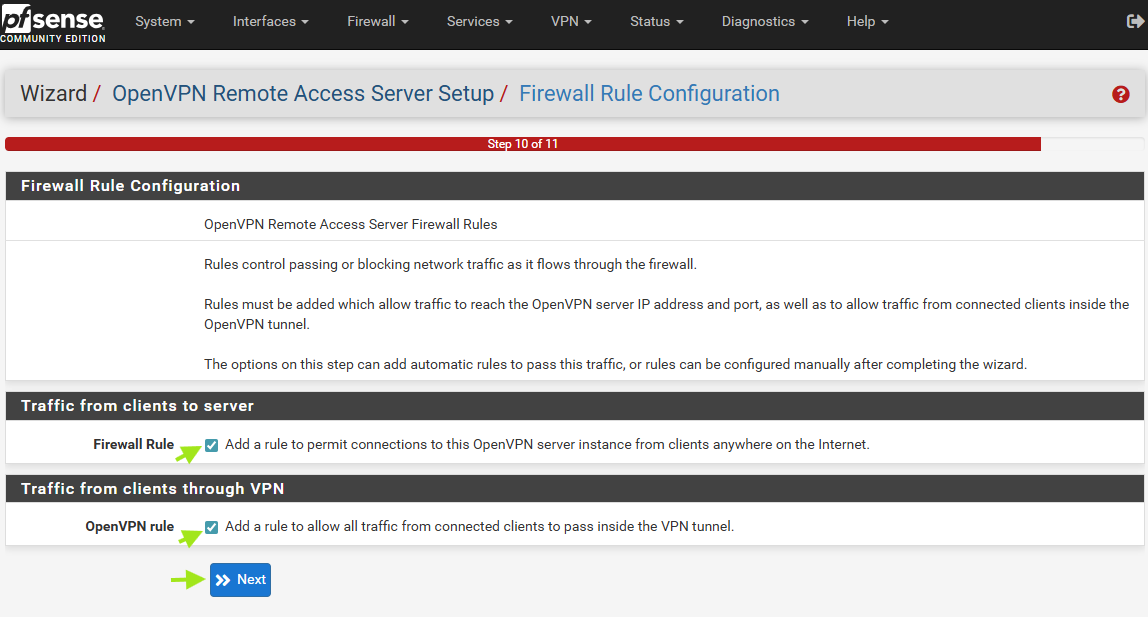 pfsense
COMMUNITY EDITION
System
Interfaces
Firewall
Services
VPN
Status
Diagnostics
Help
Wizard / OpenVPN Remote Access Server Setup / Firewall Rule Configuration
?
Step 10 of 11
Firewall Rule Configuration
OpenVPN Remote Access Server Firewall Rules
Rules control passing or blocking network traffic as it flows through the firewall.
Rules must be added which allow traffic to reach the OpenVPN server IP address and port, as well as to allow traffic from connected clients inside the
OpenVPN tunnel.
The options on this step can add automatic rules to pass this traffic, or rules can be configured manually after completing the wizard.
Traffic from clients to server
Firewall Rule Add a rule to permit connections to this OpenVPN server instance from clients anywhere on the Internet.
Traffic from clients through VPN
OpenVPN rule Add a rule to allow all traffic from connected clients to pass inside the VPN tunnel.
Next